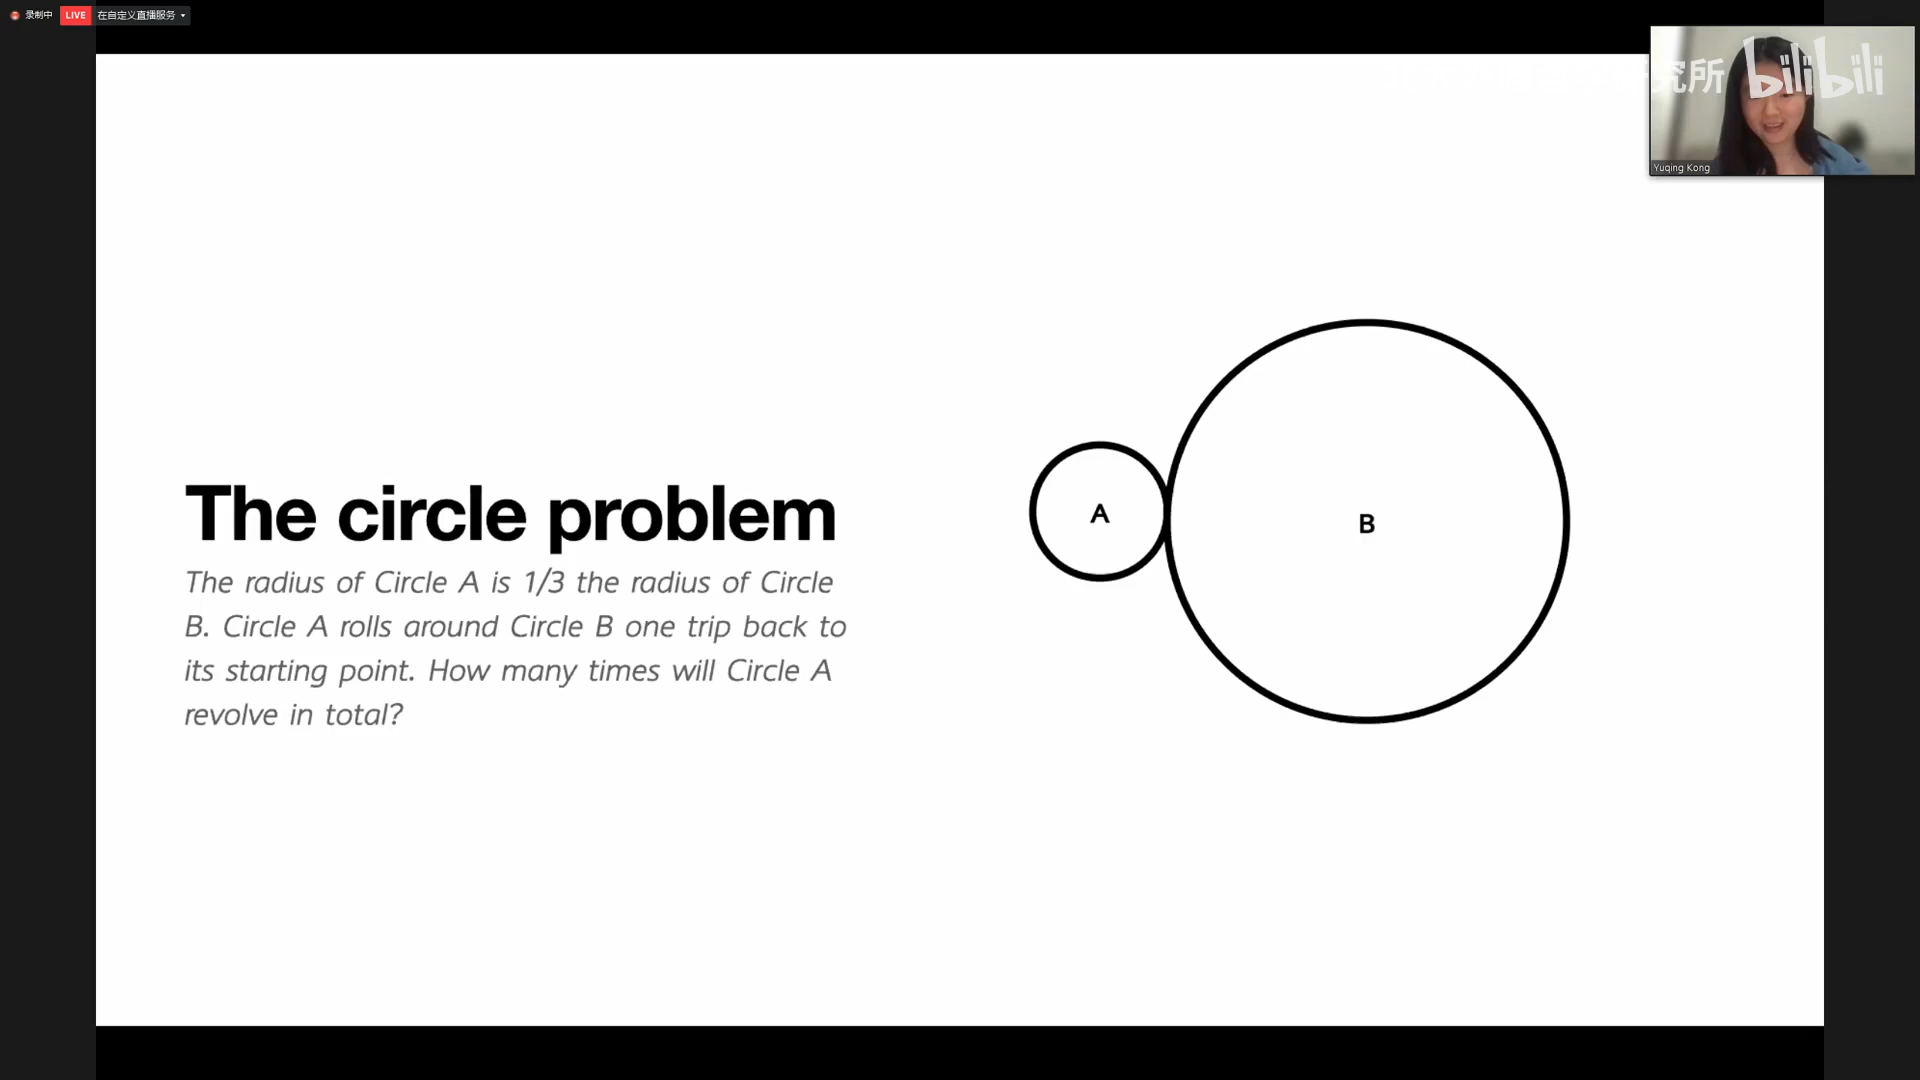 录制中 LIVE 在自定义直播服务
究所 bilibili
Yuqing Kong
The circle problem
The radius of Circle A is 1/3 the radius of Circle
B. Circle A rolls around Circle B one trip back to
its starting point. How many times will Circle A
revolve in total?
A
B